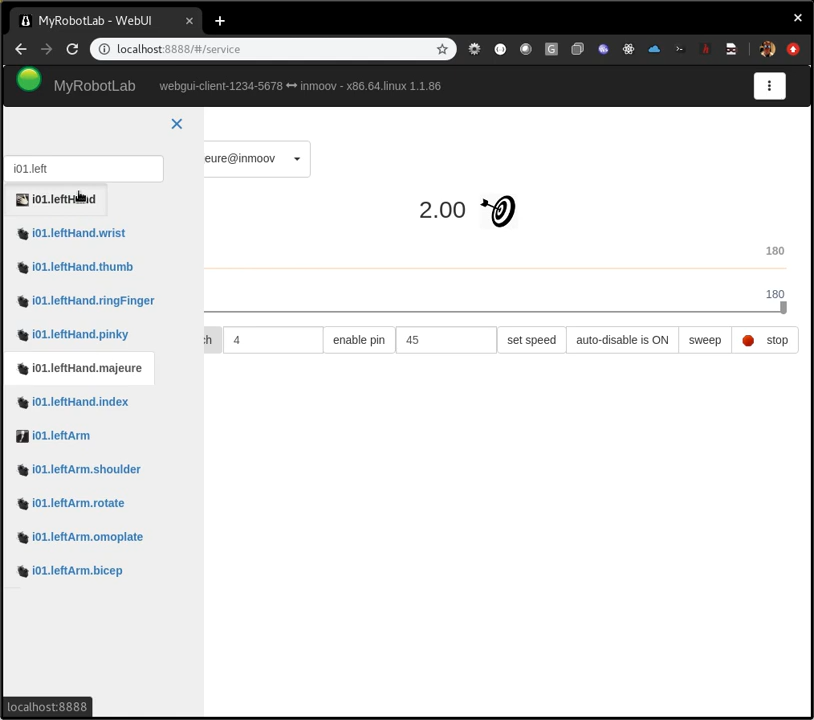 MyRobotLab - WebUI
localhost:8888/#/service
MyRobotLab webgui-client-1234-5678 ⟷ inmoov - x86.64.linux 1.1.86
i01.left
eure@inmoov
i01.leftHand
2.00
i01.leftHand.wrist
180
i01.leftHand.thumb
i01.leftHand.ringFinger
180
i01.leftHand.pinky
ch 4 enable pin 45 set speed auto-disable is ON sweep stop
i01.leftHand.majeure
i01.leftHand.index
i01.leftArm
i01.leftArm.shoulder
i01.leftArm.rotate
i01.leftArm.omoplate
i01.leftArm.bicep
localhost:8888